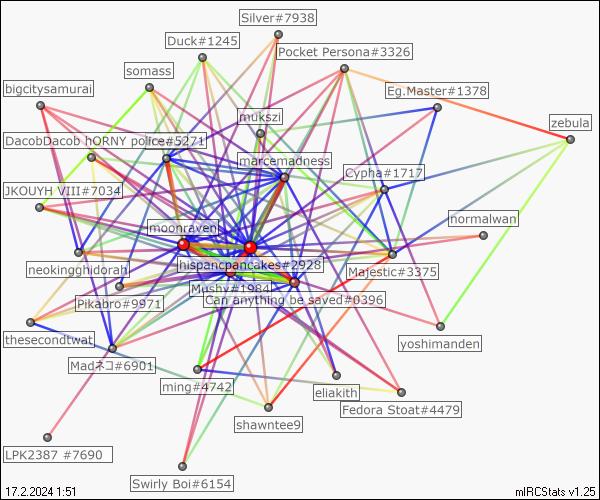 Silver#7938
Duck#1245
Pocket Persona#3326
somass
Eg.Master#1378
bigcitysamurai
mukszi
zebula
DacobDacob hORNY police#5271
marcemadness
Cypha#1717
JKOUYH VIII#7034
normalwan
moonraven
hispancpancakes#2928
neokingghidorah
Majestic#3375
Mushy#1984
Can anything be saved#0396
Pikabro#9971
thesecondtwat
yoshimanden
Madネコ#6901
ming#4742
eliakith
Fedora Stoat#4479
shawntee9
LPK2387 #7690
Swirly Boi#6154
17.2.2024 1:51
mIRCStats v1.25